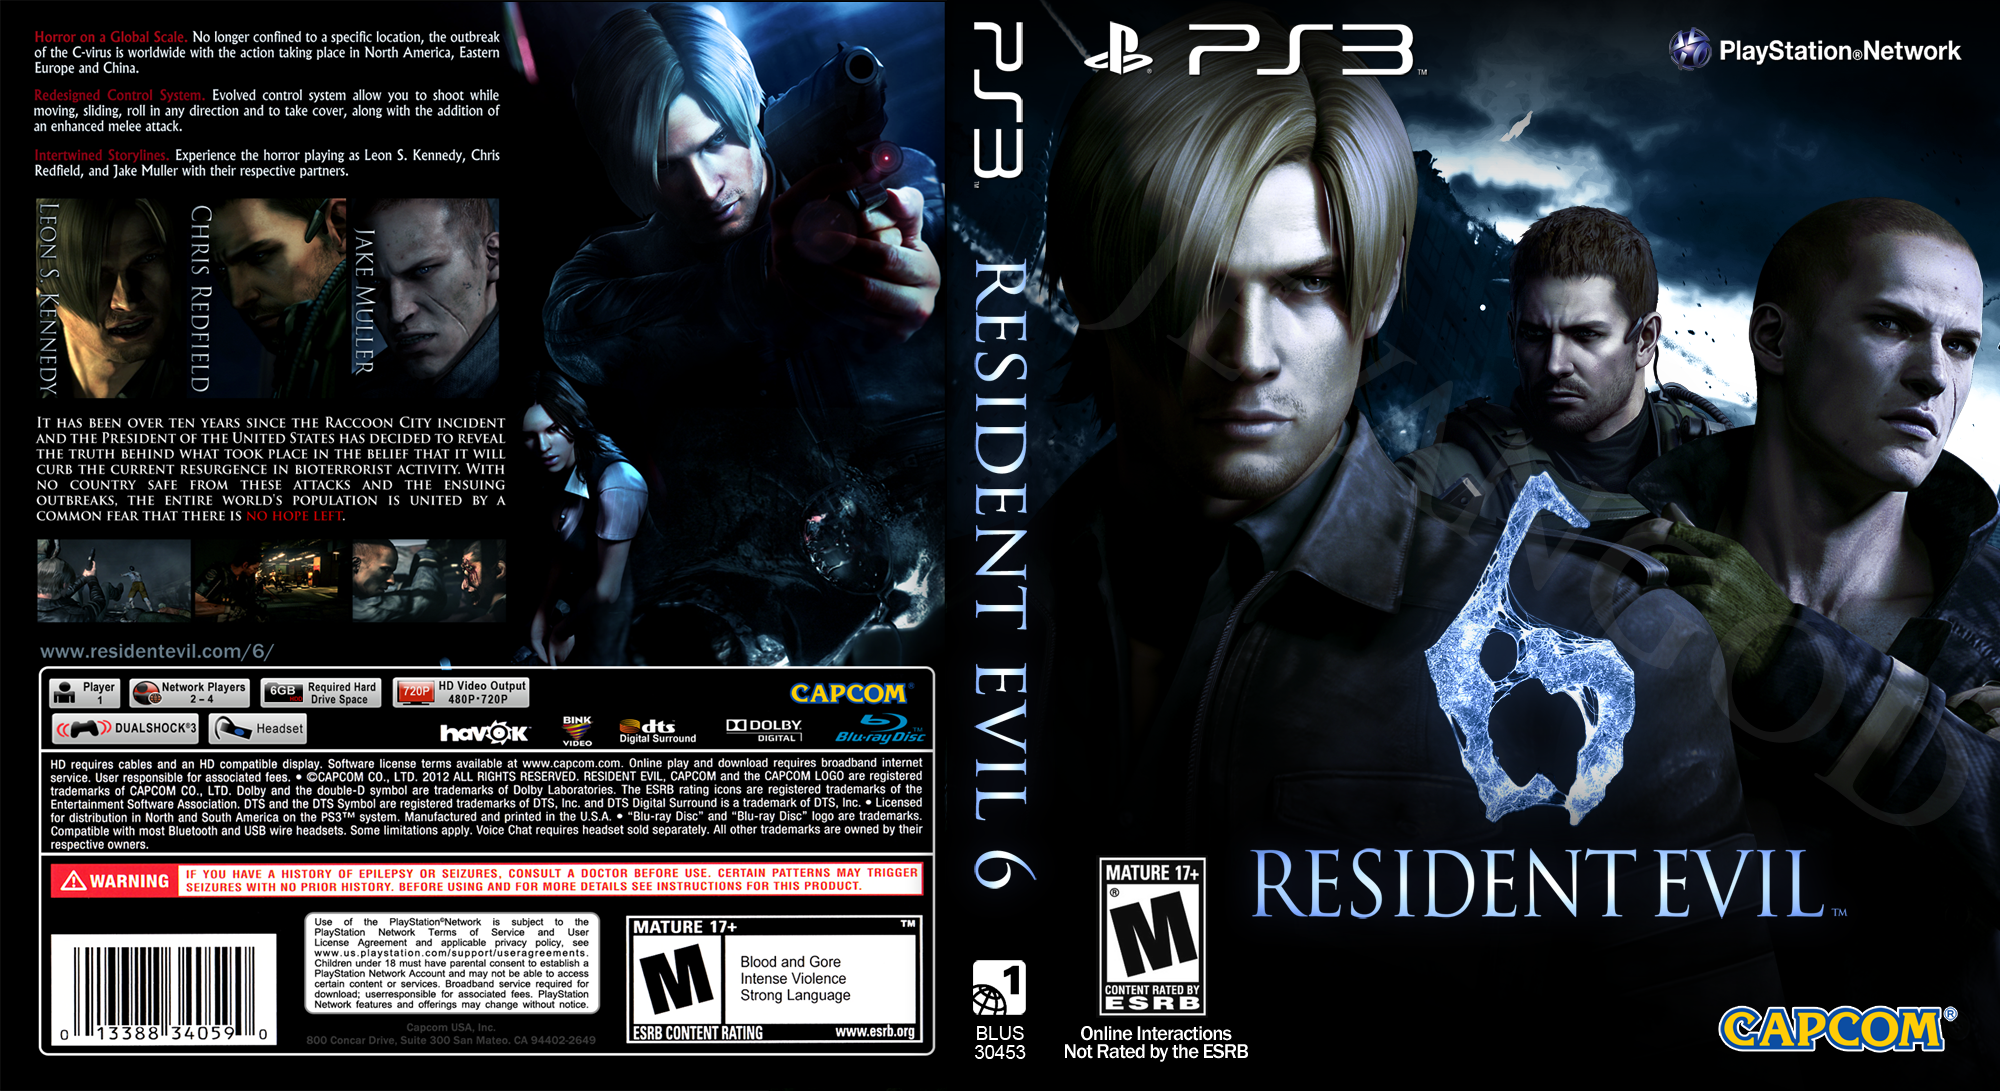 Horror on a Global Scale. No longer confined to a specific location, the outbreak
of the C-virus is worldwide with the action taking place in North America, Eastern
Europe and China.
Redesigned Control System. Evolved control system allow you to shoot while
moving, sliding, roll in any direction and to take cover, along with the addition of
an enhanced melee attack.
Intertwined Storylines. Experience the horror playing as Leon S. Kennedy, Chris
Redfield, and Jake Muller with their respective partners.
LEON S. KENNEDY
CHRIS REDFIELD
JAKE MULLER
IT HAS BEEN OVER TEN YEARS SINCE THE RACCOON CITY INCIDENT
AND THE PRESIDENT OF THE UNITED STATES HAS DECIDED TO REVEAL
THE TRUTH BEHIND WHAT TOOK PLACE IN THE BELIEF THAT IT WILL
CURB THE CURRENT RESURGENCE IN BIOTERRORIST ACTIVITY. WITH
NO COUNTRY SAFE FROM THESE ATTACKS AND THE ENSUING
OUTBREAKS, THE ENTIRE WORLD'S POPULATION IS UNITED BY A
COMMON FEAR THAT THERE IS NO HOPE LEFT.
www.residentevil.com/6/
Player
1
Network Players
2 – 4
6GB
Required Hard
Drive Space
720P
HD Video Output
480P•720P
DUALSHOCK®3
Headset
CAPCOM®
havok
BINK
VIDEO
dts
Digital Surround
DOLBY
DIGITAL
Blu-ray Disc™
HD requires cables and an HD compatible display. Software license terms available at www.capcom.com. Online play and download requires broadband internet
service. User responsible for associated fees. • ©CAPCOM CO., LTD. 2012 ALL RIGHTS RESERVED. RESIDENT EVIL, CAPCOM and the CAPCOM LOGO are registered
trademarks of CAPCOM CO., LTD. Dolby and the double-D symbol are trademarks of Dolby Laboratories. The ESRB rating icons are registered trademarks of the
Entertainment Software Association. DTS and the DTS Symbol are registered trademarks of DTS, Inc. and DTS Digital Surround is a trademark of DTS, Inc. • Licensed
for distribution in North and South America on the PS3™ system. Manufactured and printed in the U.S.A. • “Blu-ray Disc” and “Blu-ray Disc” logo are trademarks.
Compatible with most Bluetooth and USB wire headsets. Some limitations apply. Voice Chat requires headset sold separately. All other trademarks are owned by their
respective owners.
WARNING
IF YOU HAVE A HISTORY OF EPILEPSY OR SEIZURES, CONSULT A DOCTOR BEFORE USE. CERTAIN PATTERNS MAY TRIGGER
SEIZURES WITH NO PRIOR HISTORY. BEFORE USING AND FOR MORE DETAILS SEE INSTRUCTIONS FOR THIS PRODUCT.
0 13388 34059 0
Use of the PlayStation®Network is subject to the
PlayStation Network Terms of Service and User
License Agreement and applicable privacy policy, see
www.us.playstation.com/support/useragreements.
Children under 18 must have parental consent to establish a
PlayStation Network Account and may not be able to access
certain content or services. Broadband service required for
download; userresponsible for associated fees. PlayStation
Network features and offerings may change without notice.
Capcom USA, Inc.
800 Concar Drive, Suite 300 San Mateo. CA 94402-2649
MATURE 17+ ™
M
Blood and Gore
Intense Violence
Strong Language
ESRB CONTENT RATING www.esrb.org
PS3™
RESIDENT EVIL 6
1
BLUS
30453
PS3™
PlayStation®Network
6
RESIDENT EVIL™
MATURE 17+
®
M
CONTENT RATED BY
ESRB
Online Interactions
Not Rated by the ESRB
CAPCOM®